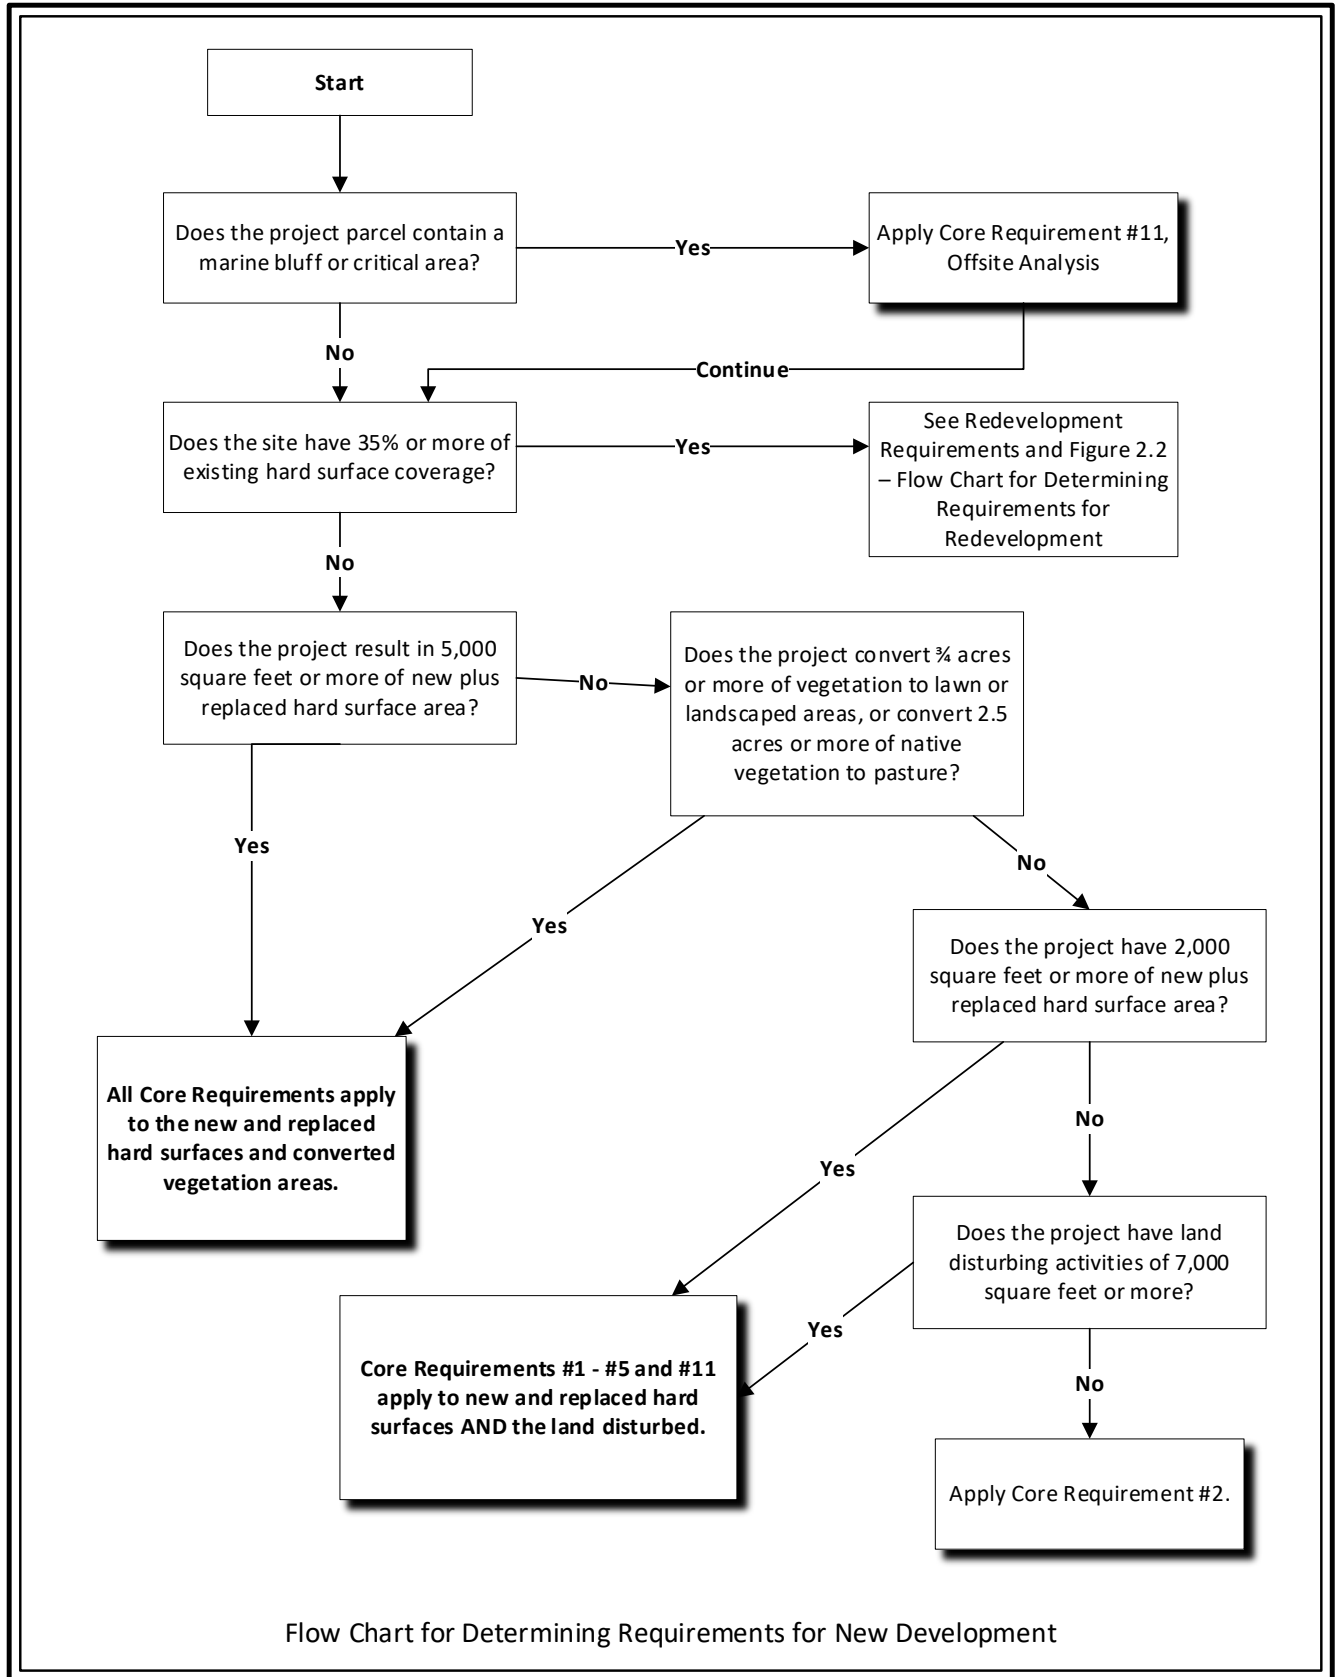 Start
Does the project parcel contain a
marine bluff or critical area?
Yes
Apply Core Requirement #11,
Offsite Analysis
No
Continue
Does the site have 35% or more of
existing hard surface coverage?
Yes
See Redevelopment
Requirements and Figure 2.2
– Flow Chart for Determining
Requirements for
Redevelopment
No
Does the project result in 5,000
square feet or more of new plus
replaced hard surface area?
No
Does the project convert ¾ acres
or more of vegetation to lawn or
landscaped areas, or convert 2.5
acres or more of native
vegetation to pasture?
Yes
Yes
No
Does the project have 2,000
square feet or more of new plus
replaced hard surface area?
All Core Requirements apply
to the new and replaced
hard surfaces and converted
vegetation areas.
Yes
No
Does the project have land
disturbing activities of 7,000
square feet or more?
Yes
Core Requirements #1 - #5 and #11
apply to new and replaced hard
surfaces AND the land disturbed.
No
Apply Core Requirement #2.
Flow Chart for Determining Requirements for New Development